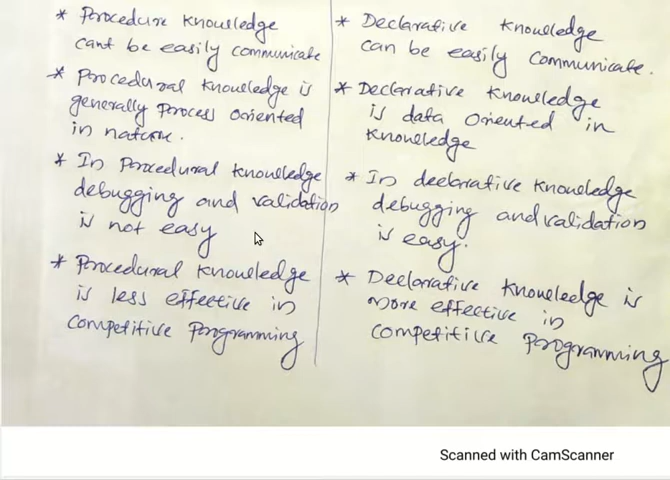 * Procedure Knowledge
cant be easily communicate
* Procedural Knowledge is
generally Process Oriented
in nature.
* In Procedural Knowledge
debugging and validation
is not easy
* Procedural Knowledge
is less effective in
Competitive Programming
* Declarative Knowledge
can be easily Communicate.
* Declarative Knowledge
is data oriented in
Knowledge
* In declarative Knowledge
debugging and validation
is easy.
* Declarative Knowledge is
more effective in
competitive Programming
Scanned with CamScanner